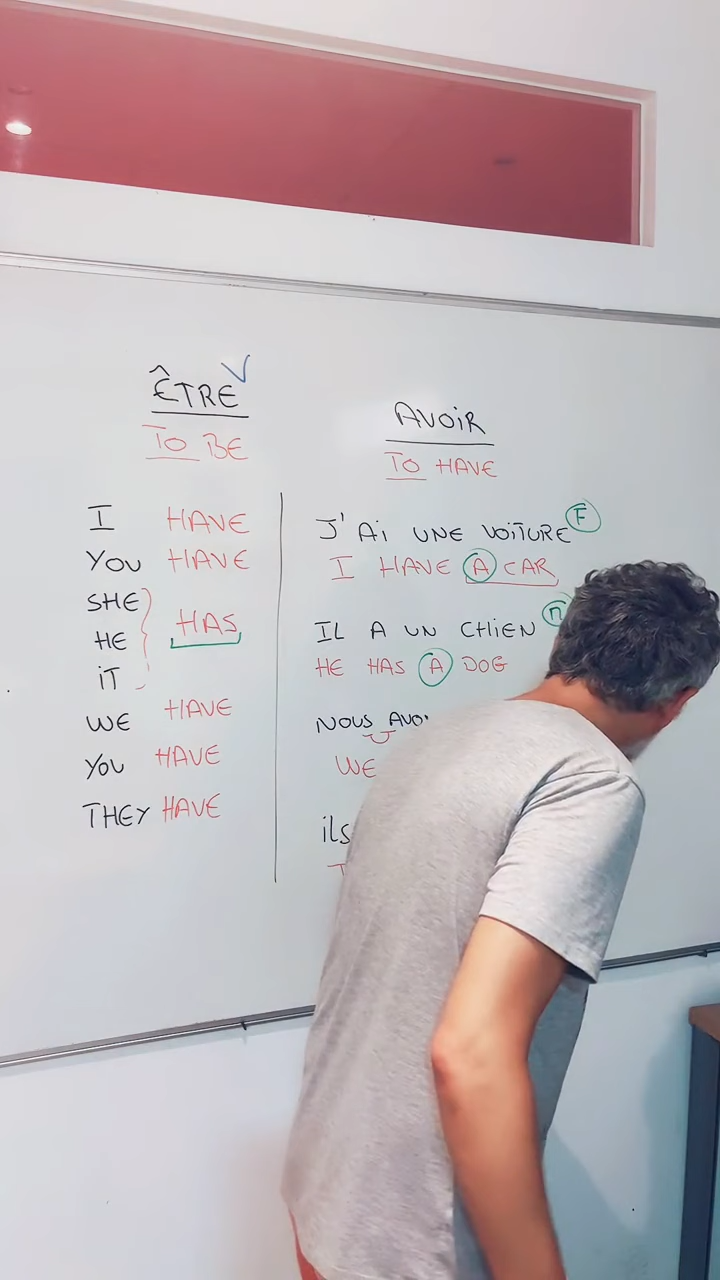 ÊTRE
TO BE
I HAVE
YOU HAVE
SHE
HE HAS
iT
WE HAVE
YOU HAVE
THEY HAVE
AVOIR
TO HAVE
J'Ai UNE VOITURE F
I HAVE A CAR
IL A UN CHIEN
HE HAS A DOG
NOUS
WE
ils